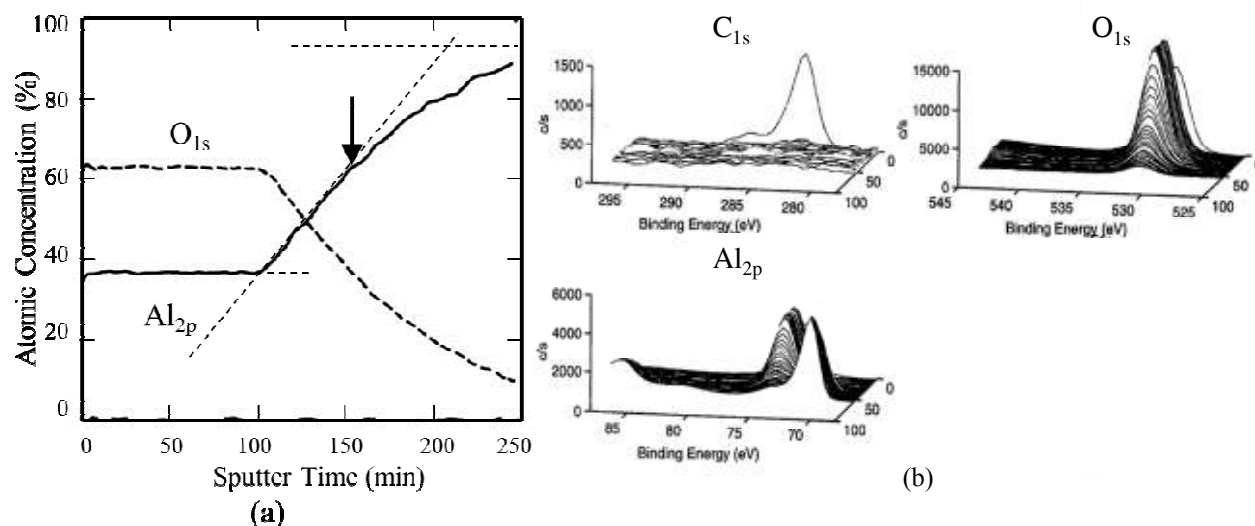 100
80
60
40
20
0
Atomic Concentration (%)
O1s
Al2p
0 50 100 150 200 250
Sputter Time (min)
(a)
C1s
1500
1000
500
0
c/s
295 290 285 280
0
50
100
Binding Energy (eV)
O1s
15000
10000
5000
0
c/s
545 540 535 530 525
0
50
100
Binding Energy (eV)
Al2p
6000
4000
2000
0
c/s
85 80 75 70
0
50
100
Binding Energy (eV)
(b)